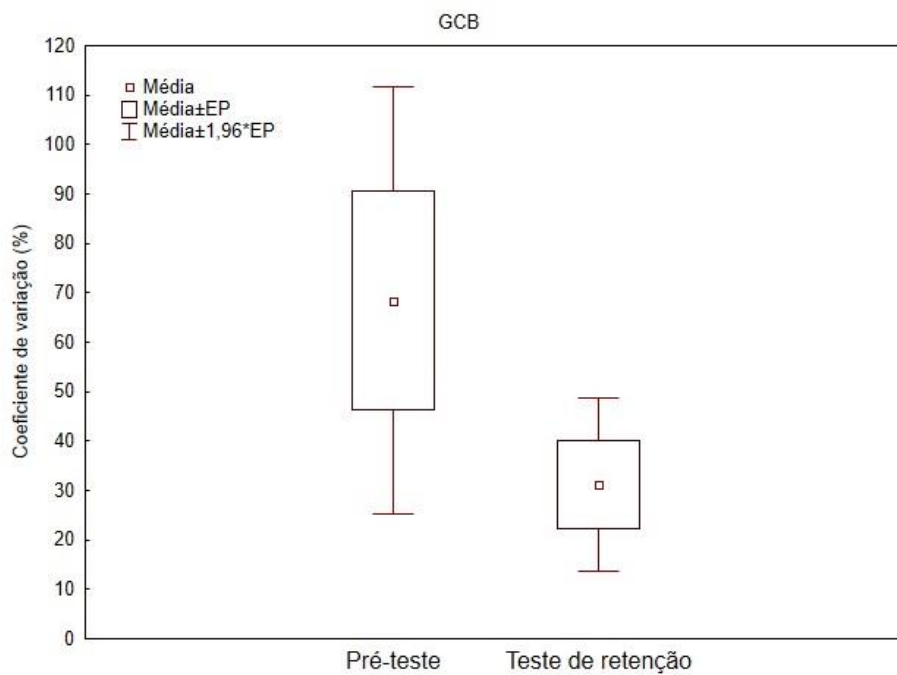 GCB
Média
Média±EP
Média±1,96*EP
Coeficiente de variação (%)
120
110
100
90
80
70
60
50
40
30
20
10
0
Pré-teste Teste de retenção